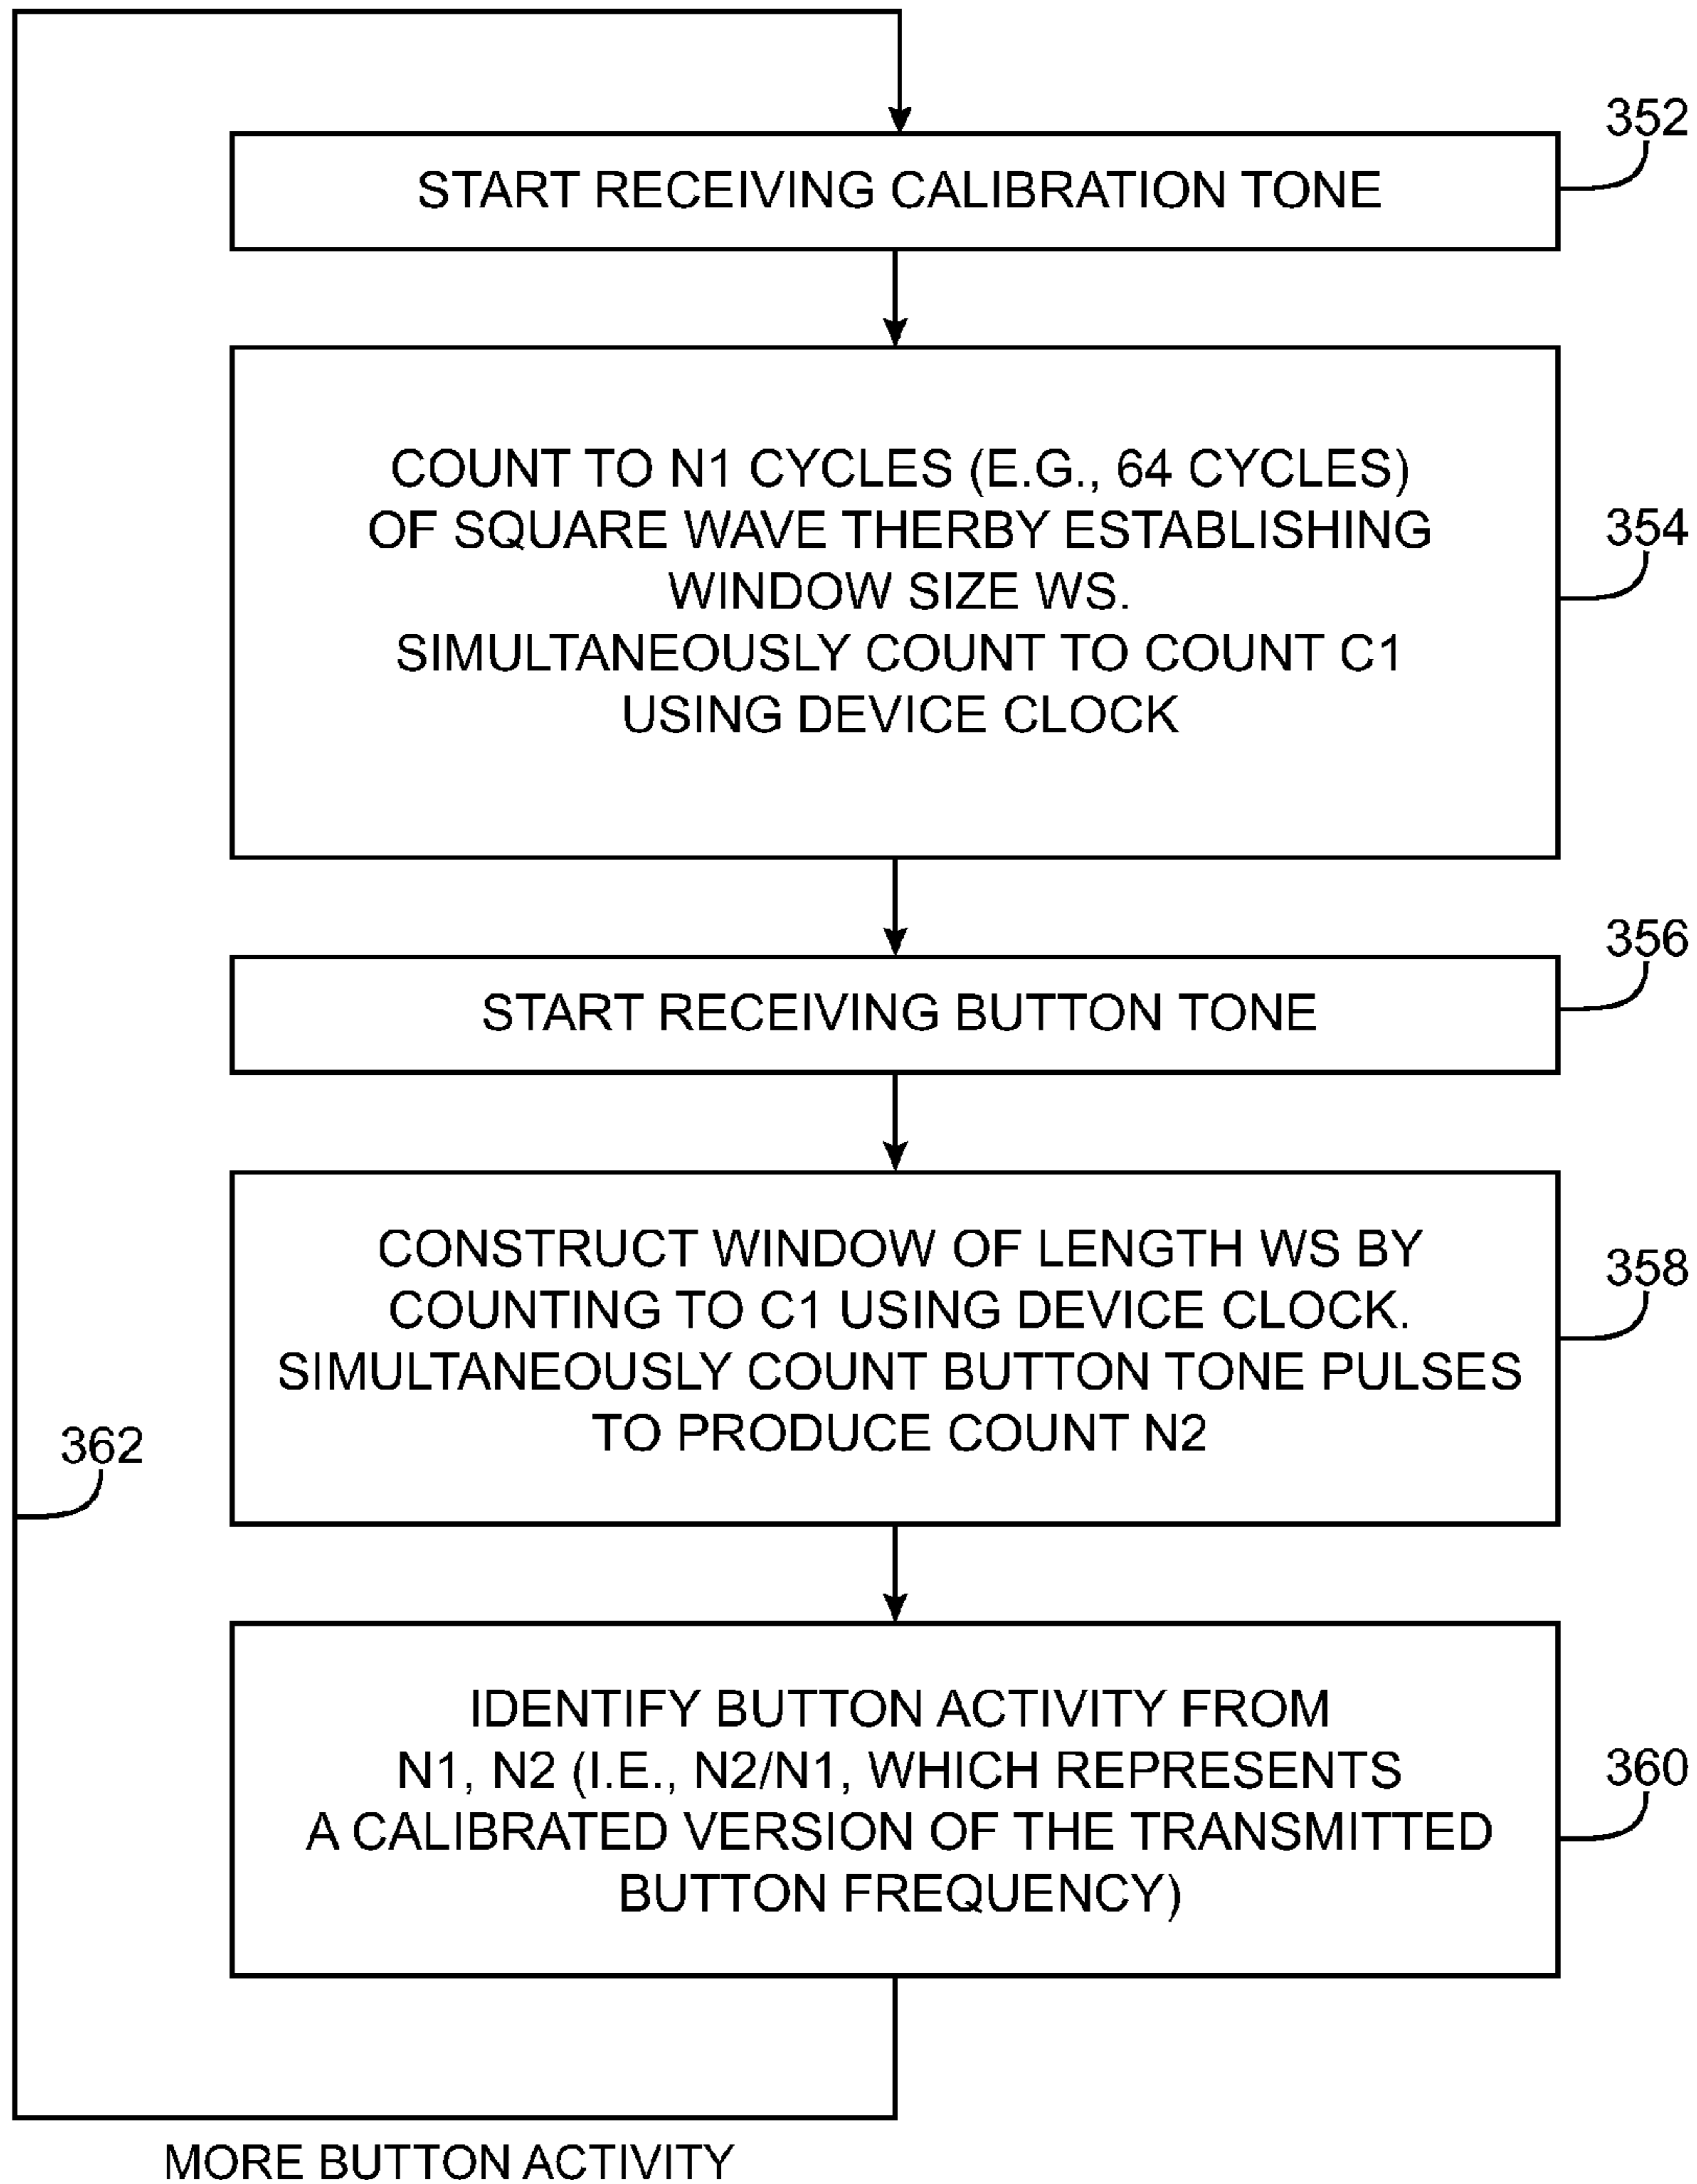 352
START RECEIVING CALIBRATION TONE
COUNT TO N1 CYCLES (E.G., 64 CYCLES)
OF SQUARE WAVE THERBY ESTABLISHING
WINDOW SIZE WS.
SIMULTANEOUSLY COUNT TO COUNT C1
USING DEVICE CLOCK
354
356
START RECEIVING BUTTON TONE
CONSTRUCT WINDOW OF LENGTH WS BY
COUNTING TO C1 USING DEVICE CLOCK.
SIMULTANEOUSLY COUNT BUTTON TONE PULSES
TO PRODUCE COUNT N2
358
362
IDENTIFY BUTTON ACTIVITY FROM
N1, N2 (I.E., N2/N1, WHICH REPRESENTS
A CALIBRATED VERSION OF THE TRANSMITTED
BUTTON FREQUENCY)
360
MORE BUTTON ACTIVITY